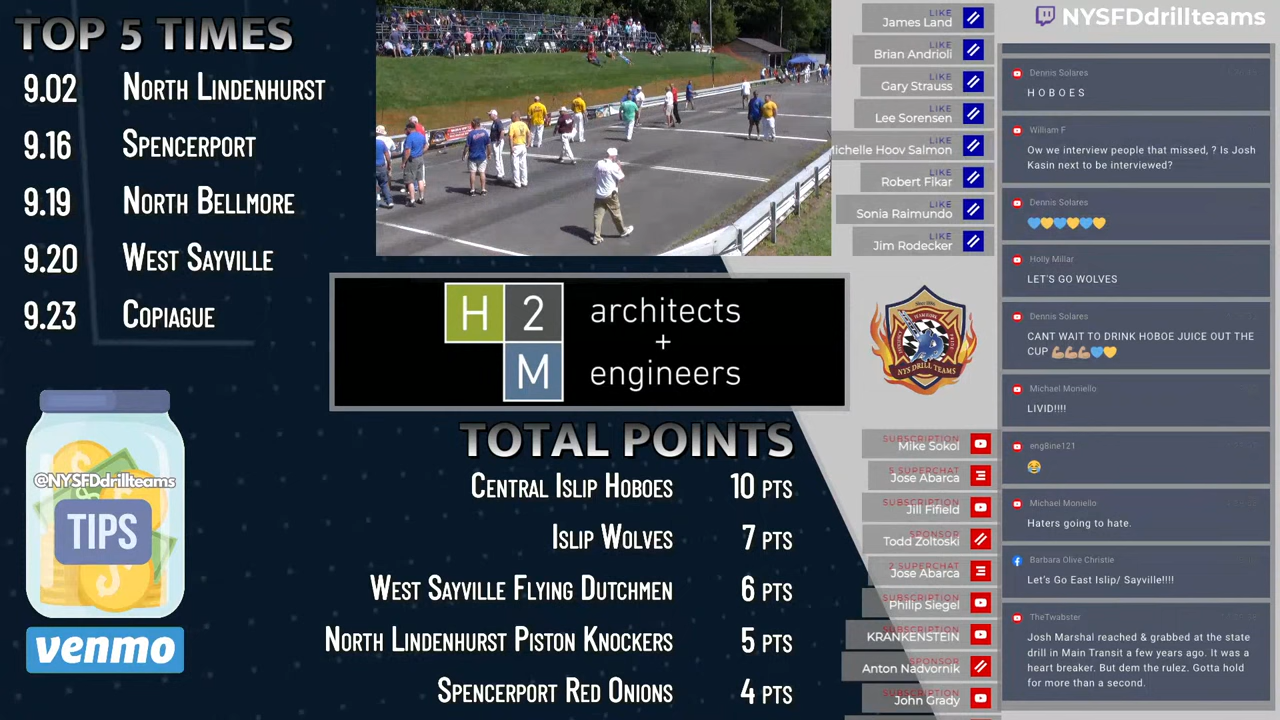 TOP 5 TIMES
9.02 NORTH LINDENHURST
9.16 SPENCERPORT
9.19 NORTH BELLMORE
9.20 WEST SAYVILLE
9.23 COPIAGUE
@NYSFDdrillteams
TIPS
venmo
H2M
architects
+
engineers
NYS DRILL TEAMS
TOTAL POINTS
CENTRAL ISLIP HOBOES 10 PTS
ISLIP WOLVES 7 PTS
WEST SAYVILLE FLYING DUTCHMEN 6 PTS
NORTH LINDENHURST PISTON KNOCKERS 5 PTS
SPENCERPORT RED ONIONS 4 PTS
LIKE
James Land
LIKE
Brian Andrioli
LIKE
Gary Strauss
LIKE
Lee Sorensen
LIKE
Michelle Hoov Salmon
LIKE
Robert Fikar
LIKE
Sonia Raimundo
LIKE
Jim Rodecker
SUBSCRIPTION
Mike Sokol
5 SUPERCHAT
Jose Abarca
SUBSCRIPTION
Jill Fifield
SPONSOR
Todd Zoltoski
2 SUPERCHAT
Jose Abarca
SUBSCRIPTION
Philip Siegel
SUBSCRIPTION
KRANKENSTEIN
SPONSOR
Anton Nadvornik
SUBSCRIPTION
John Grady
NYSFDdrillteams
Dennis Solares
H O B O E S
William F
Ow we interview people that missed, ? Is Josh
Kasin next to be interviewed?
Dennis Solares
💙💛💙💛💙💛
Holly Millar
LET'S GO WOLVES
Dennis Solares
CANT WAIT TO DRINK HOBOE JUICE OUT THE
CUP 💪🏽💪🏽💪🏽💙💛
Michael Moniello
LIVID!!!!
eng8ine121
😂
Michael Moniello
Haters going to hate.
Barbara Olive Christie
Let's Go East Islip/ Sayville!!!!
TheTwabster
Josh Marshal reached & grabbed at the state
drill in Main Transit a few years ago. It was a
heart breaker. But dem the rulez. Gotta hold
for more than a second.